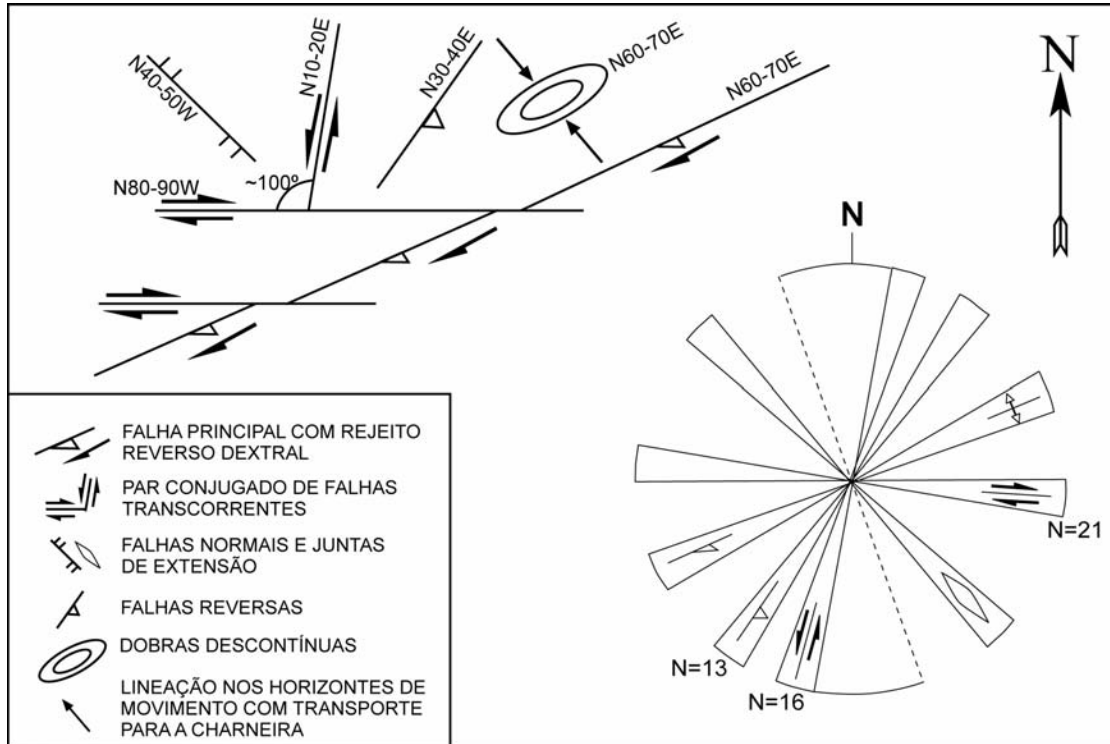 N40-50W
N10-20E
N30-40E
N60-70E
N60-70E
N
N80-90W
~100º
N
N=21
N=13
N=16
FALHA PRINCIPAL COM REJEITO
REVERSO DEXTRAL
PAR CONJUGADO DE FALHAS
TRANSCORRENTES
FALHAS NORMAIS E JUNTAS
DE EXTENSÃO
FALHAS REVERSAS
DOBRAS DESCONTÍNUAS
LINEAÇÃO NOS HORIZONTES DE
MOVIMENTO COM TRANSPORTE
PARA A CHARNEIRA